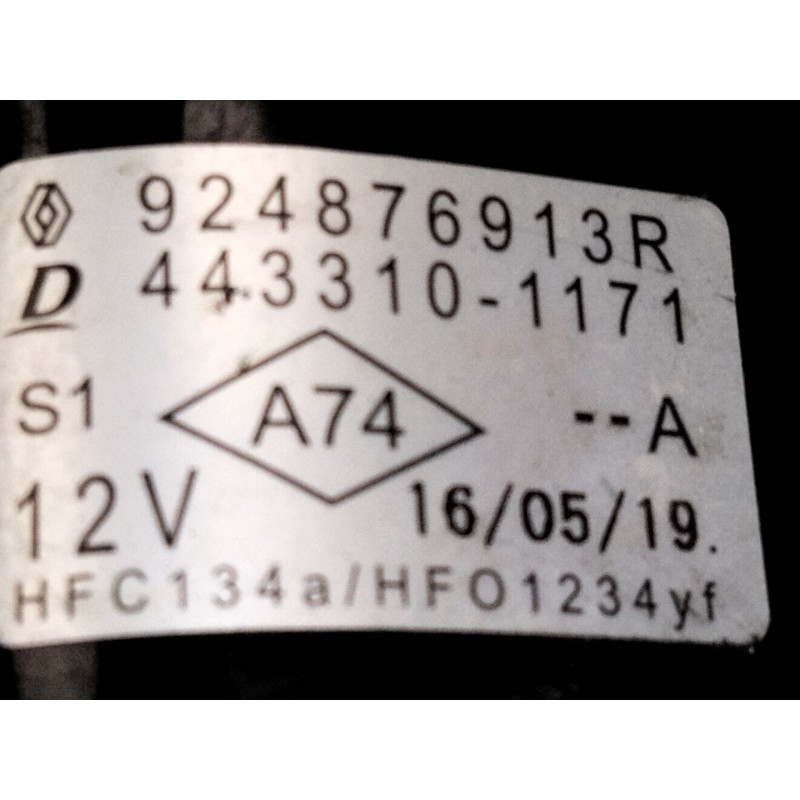 924876913R
D 443310-1171
S1 A74 --A
12V 16/05/19.
HFC134a/HFO1234yf